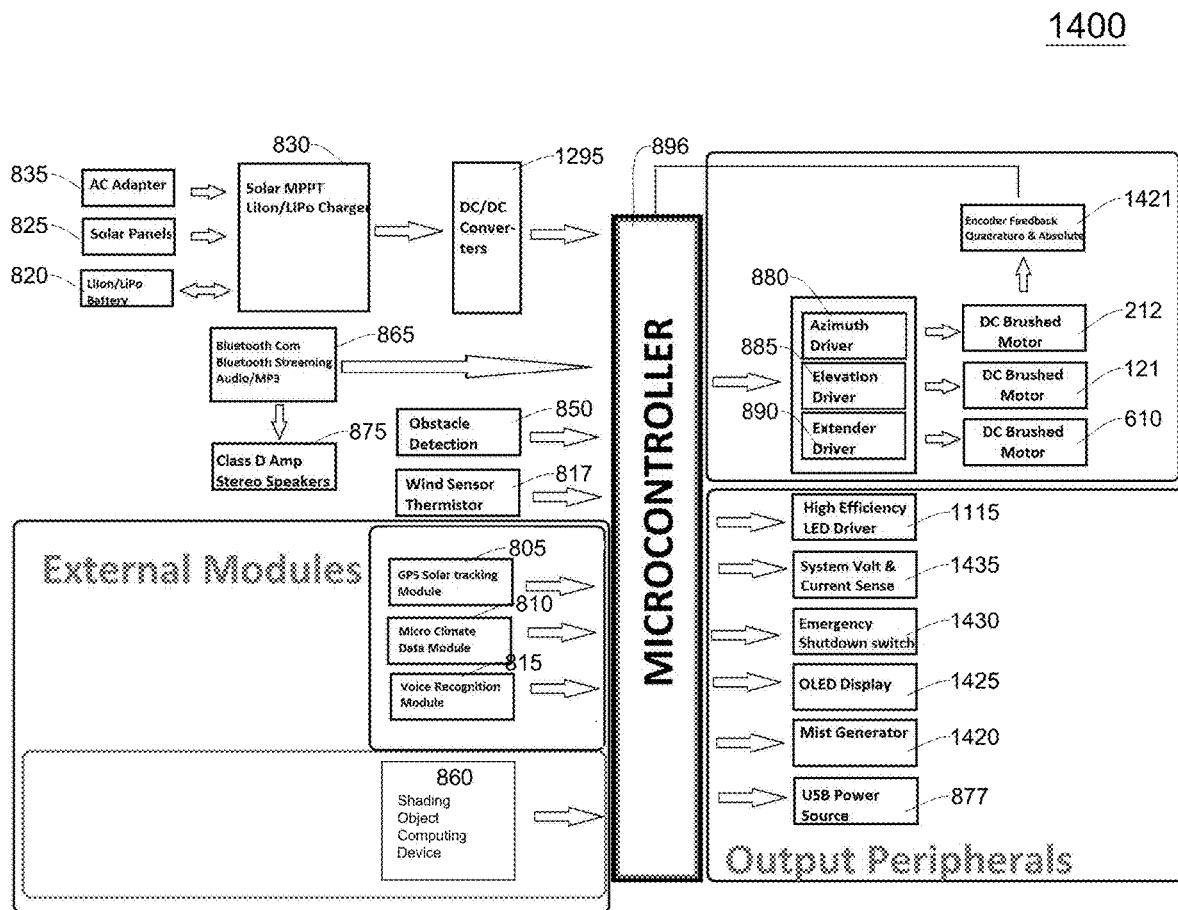 1400
830
896
1295
835
AC Adapter
Solar MPPT
LiIon/LiPo Charger
DC/DC
Conver-
ters
825
Solar Panels
820
LiIon/LiPo
Battery
1421
Encoder Feedback
Quadrature & Absolute
865
Bluetooth Com
Bluetooth Streaming
Audio/MP3
875
Class D Amp
Stereo Speakers
850
Obstacle
Detection
817
Wind Sensor
Thermistor
MICROCONTROLLER
880
Azimuth
Driver
885
Elevation
Driver
890
Extender
Driver
212
DC Brushed
Motor
121
DC Brushed
Motor
610
DC Brushed
Motor
External Modules
805
GPS Solar tracking
Module
810
Micro Climate
Data Module
815
Voice Recognition
Module
860
Shading
Object
Computing
Device
High Efficiency
LED Driver
1115
System Volt &
Current Sense
1435
Emergency
Shutdown switch
1430
OLED Display
1425
Mist Generator
1420
USB Power
Source
877
Output Peripherals